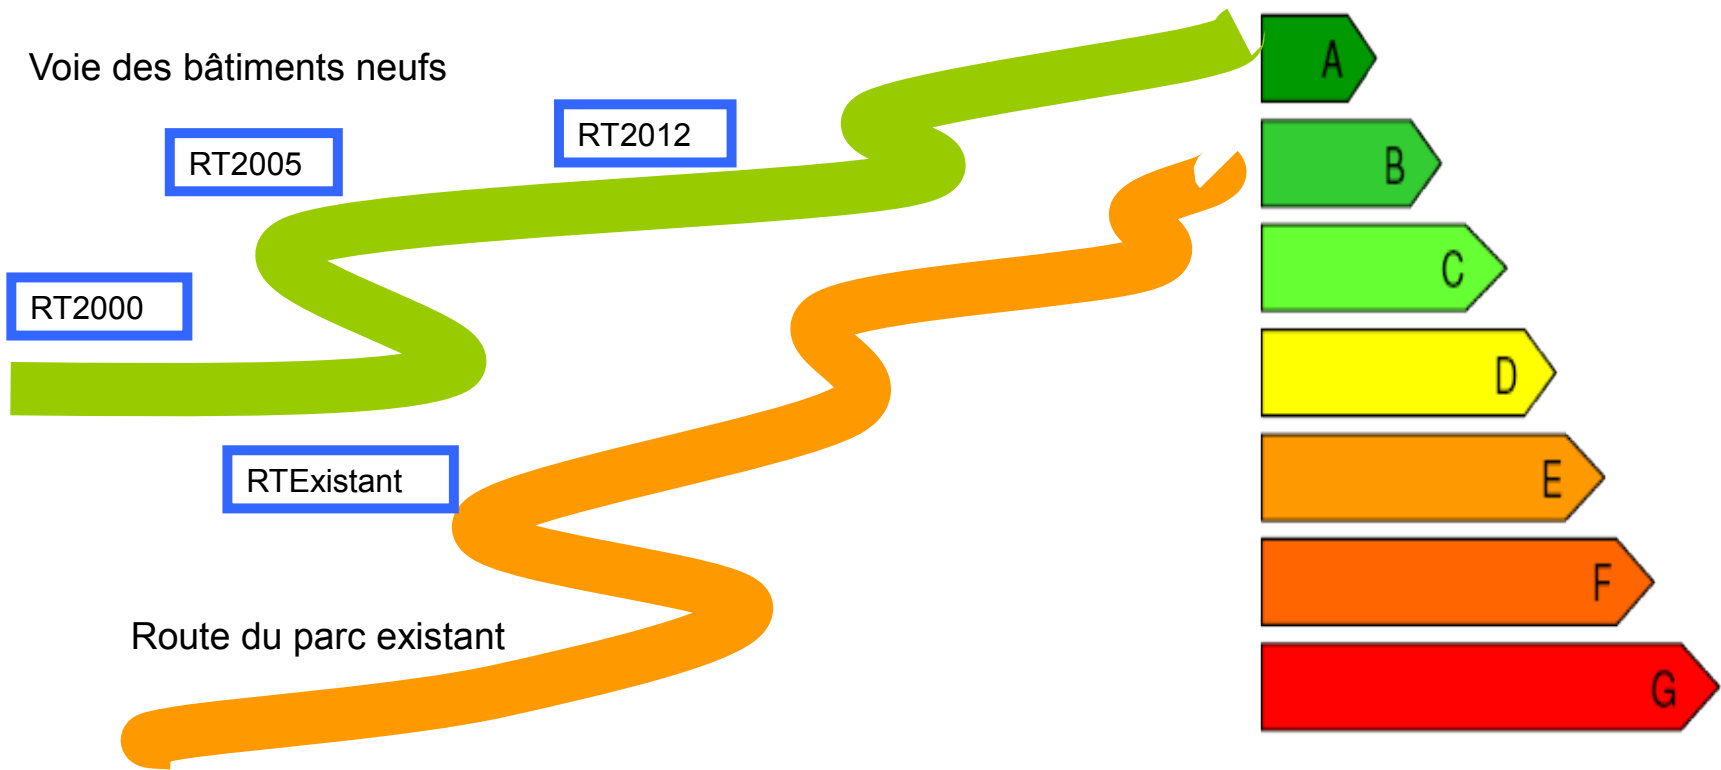 Voie des bâtiments neufs
RT2012
RT2005
RT2000
RTExistant
Route du parc existant
A
B
C
D
E
F
G